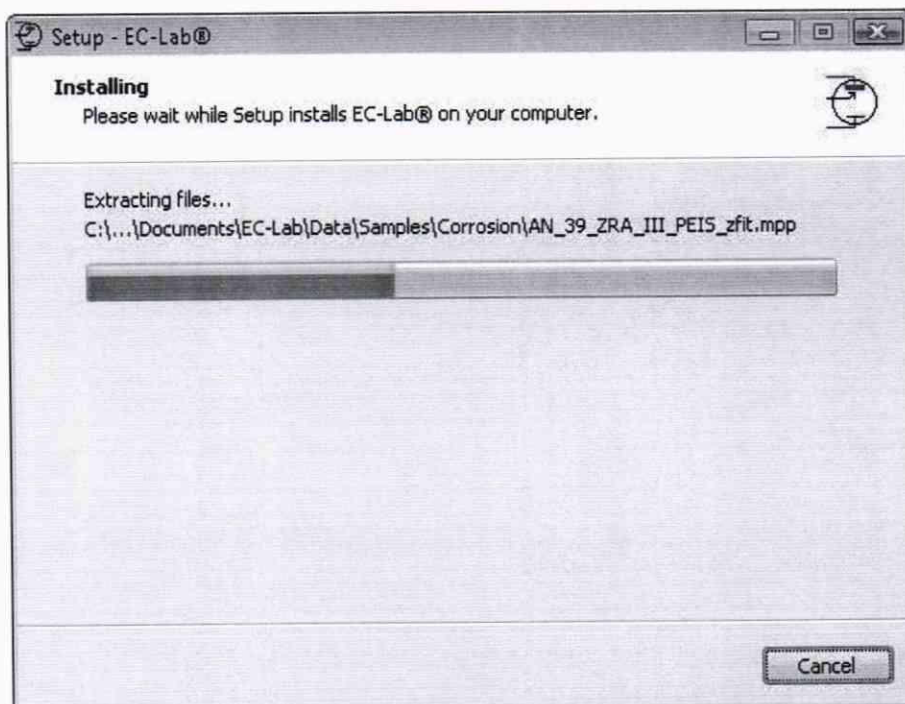 Setup - EC-Lab®
Installing
Please wait while Setup installs EC-Lab® on your computer.
Extracting files...
C:\...\Documents\EC-Lab\Data\Samples\Corrosion\AN_39_ZRA_III_PEIS_zfit.mpp
Cancel